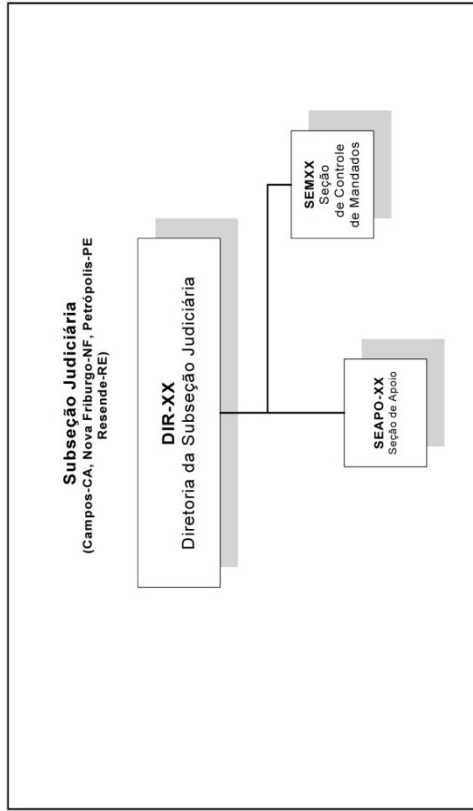 Subseção Judiciária
(Campos-CA, Nova Friburgo-NF, Petrópolis-PE
Resende-RE)
DIR-XX
Diretoria da Subseção Judiciária
SEMXX
Seção
de Controle
de Mandados
SEAPO-XX
Seção de Apoio